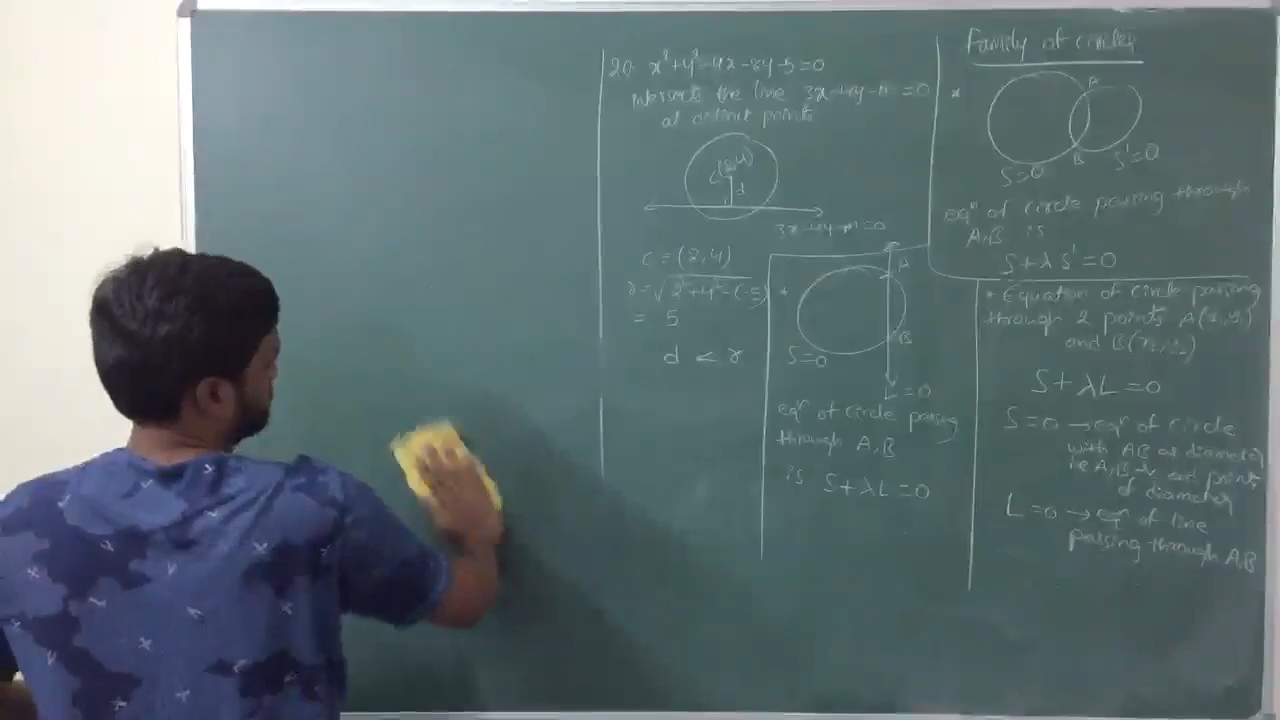 20. x²+y²-4x-8y-5=0
intersects the line 3x-4y-m=0
at distinct points
C(2,4)
d
3x-4y-m=0
C = (2,4)
r = √2²+4²-(-5)
= 5
d < r
*
A
B
S=0
L=0
eqⁿ of circle passing
through A,B
is S+λL=0
Family of circles
*
A
B
S=0
S'=0
eqⁿ of circle passing through
A,B is
S+λS'=0
* Equation of circle passing
through 2 points A(x₁,y₁)
and B(x₂,y₂)
S+λL=0
S=0 → eqⁿ of circle
with AB as diameter
ie A,B end points
of diameter
L=0 → eqⁿ of line
passing through A,B